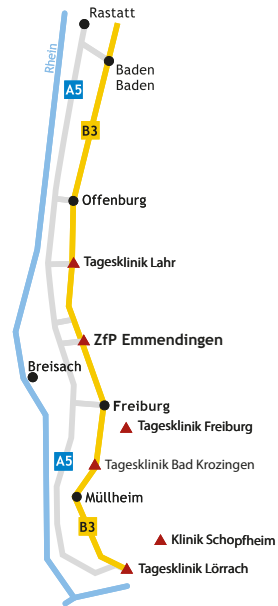 Rastatt
Rhein
Baden
Baden
A5
B3
Offenburg
Tagesklinik Lahr
ZfP Emmendingen
Breisach
Freiburg
Tagesklinik Freiburg
A5
Tagesklinik Bad Krozingen
Müllheim
B3
Klinik Schopfheim
Tagesklinik Lörrach